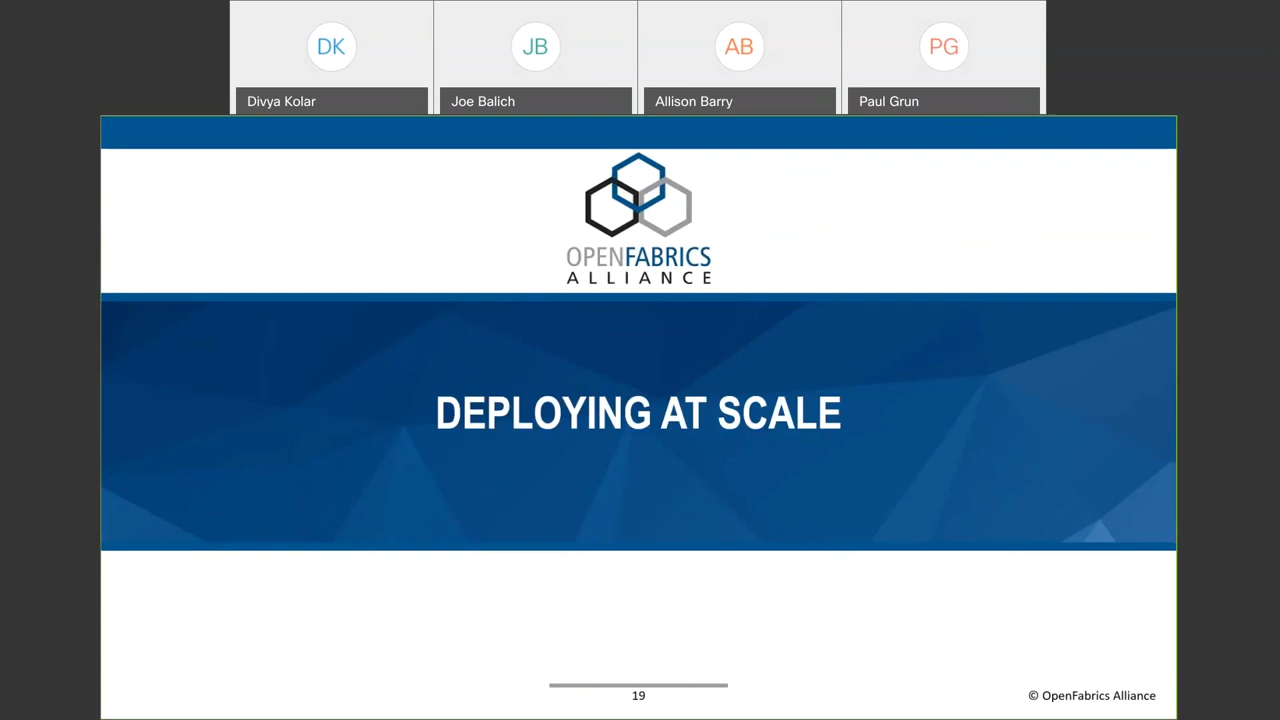 DK
JB
AB
PG
Divya Kolar
Joe Balich
Allison Barry
Paul Grun
OPENFABRICS
ALLIANCE
DEPLOYING AT SCALE
19
© OpenFabrics Alliance